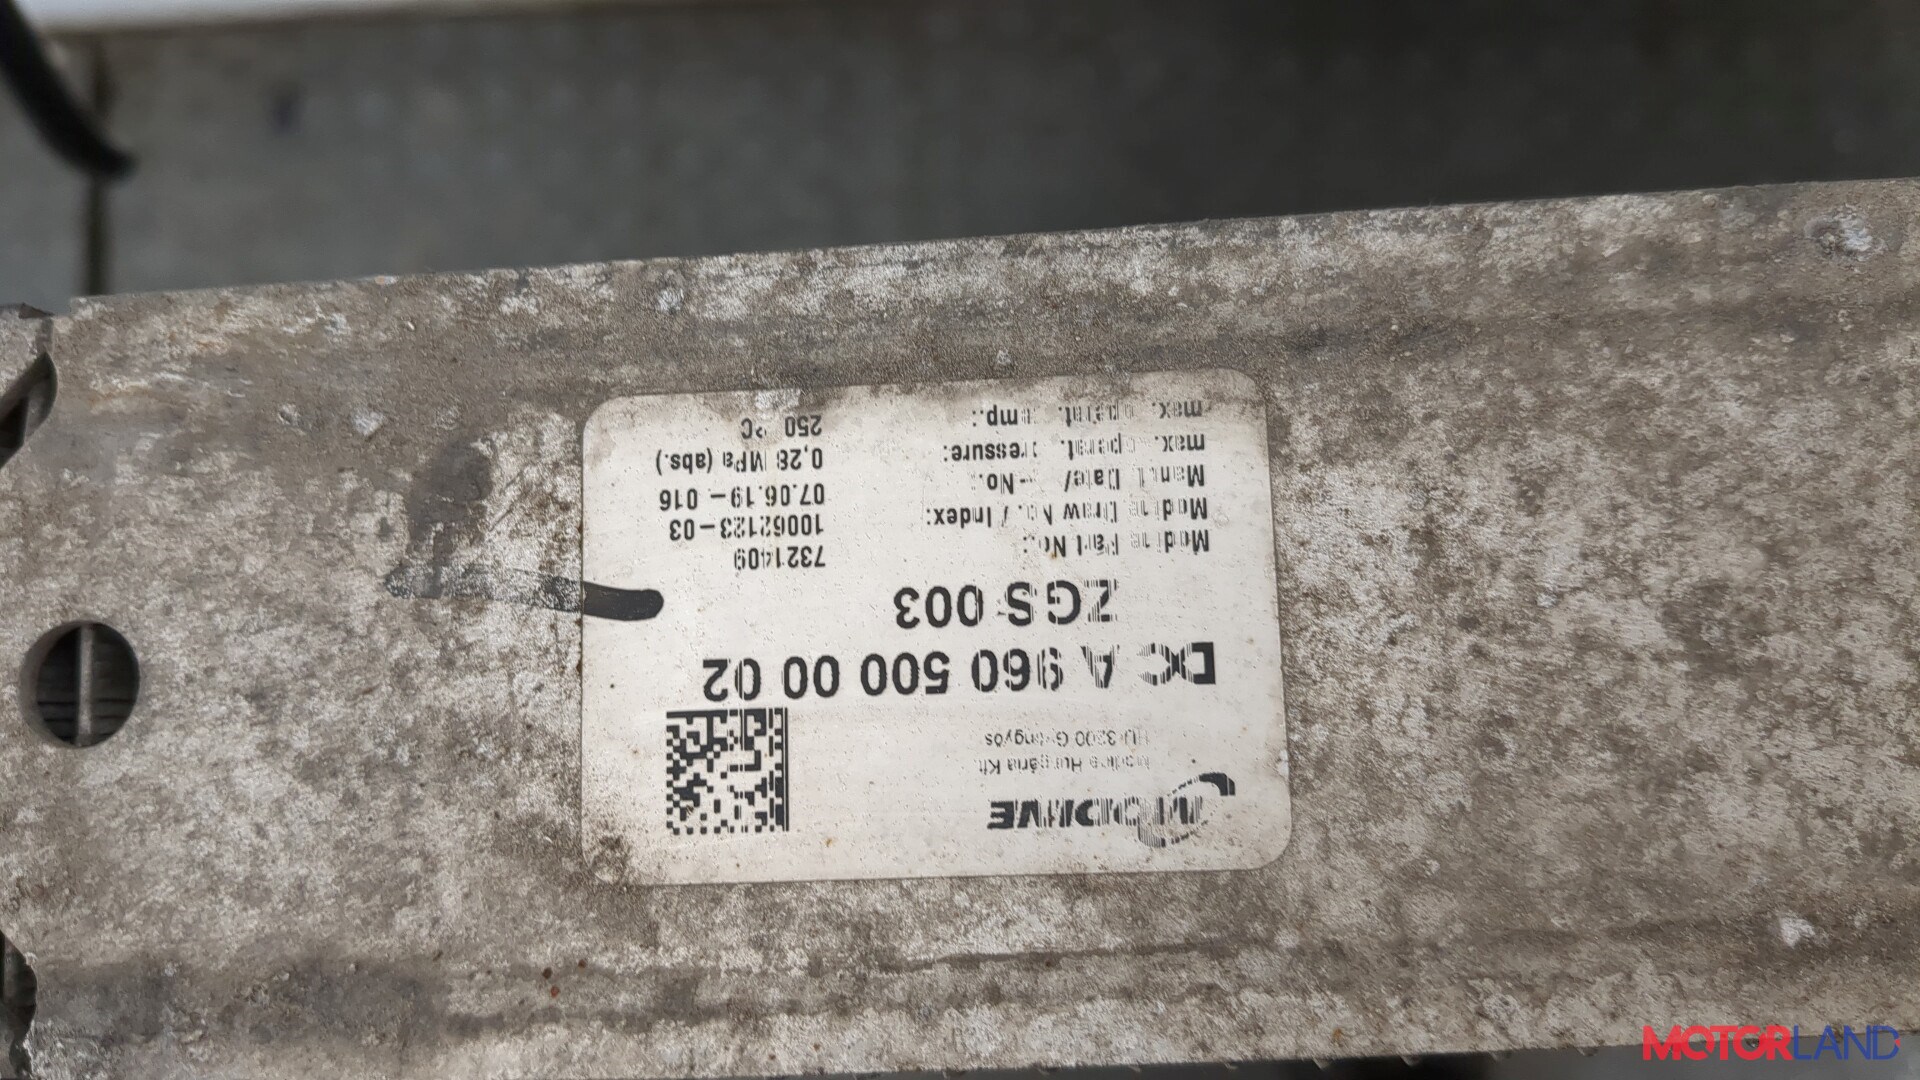 MODINE
Modine Hungária Kft.
HU-3200 Gyöngyös
DC A 960 500 00 02
ZGS 003
Modine Part No.: 7321409
Modine Draw No. / Index: 10062123-03
Manuf. Date/ -No.: 07.06.19- 016
max. operat. pressure: 0,28 MPa (abs.)
max. operat. temp.: 250 °C
MOTORLAND